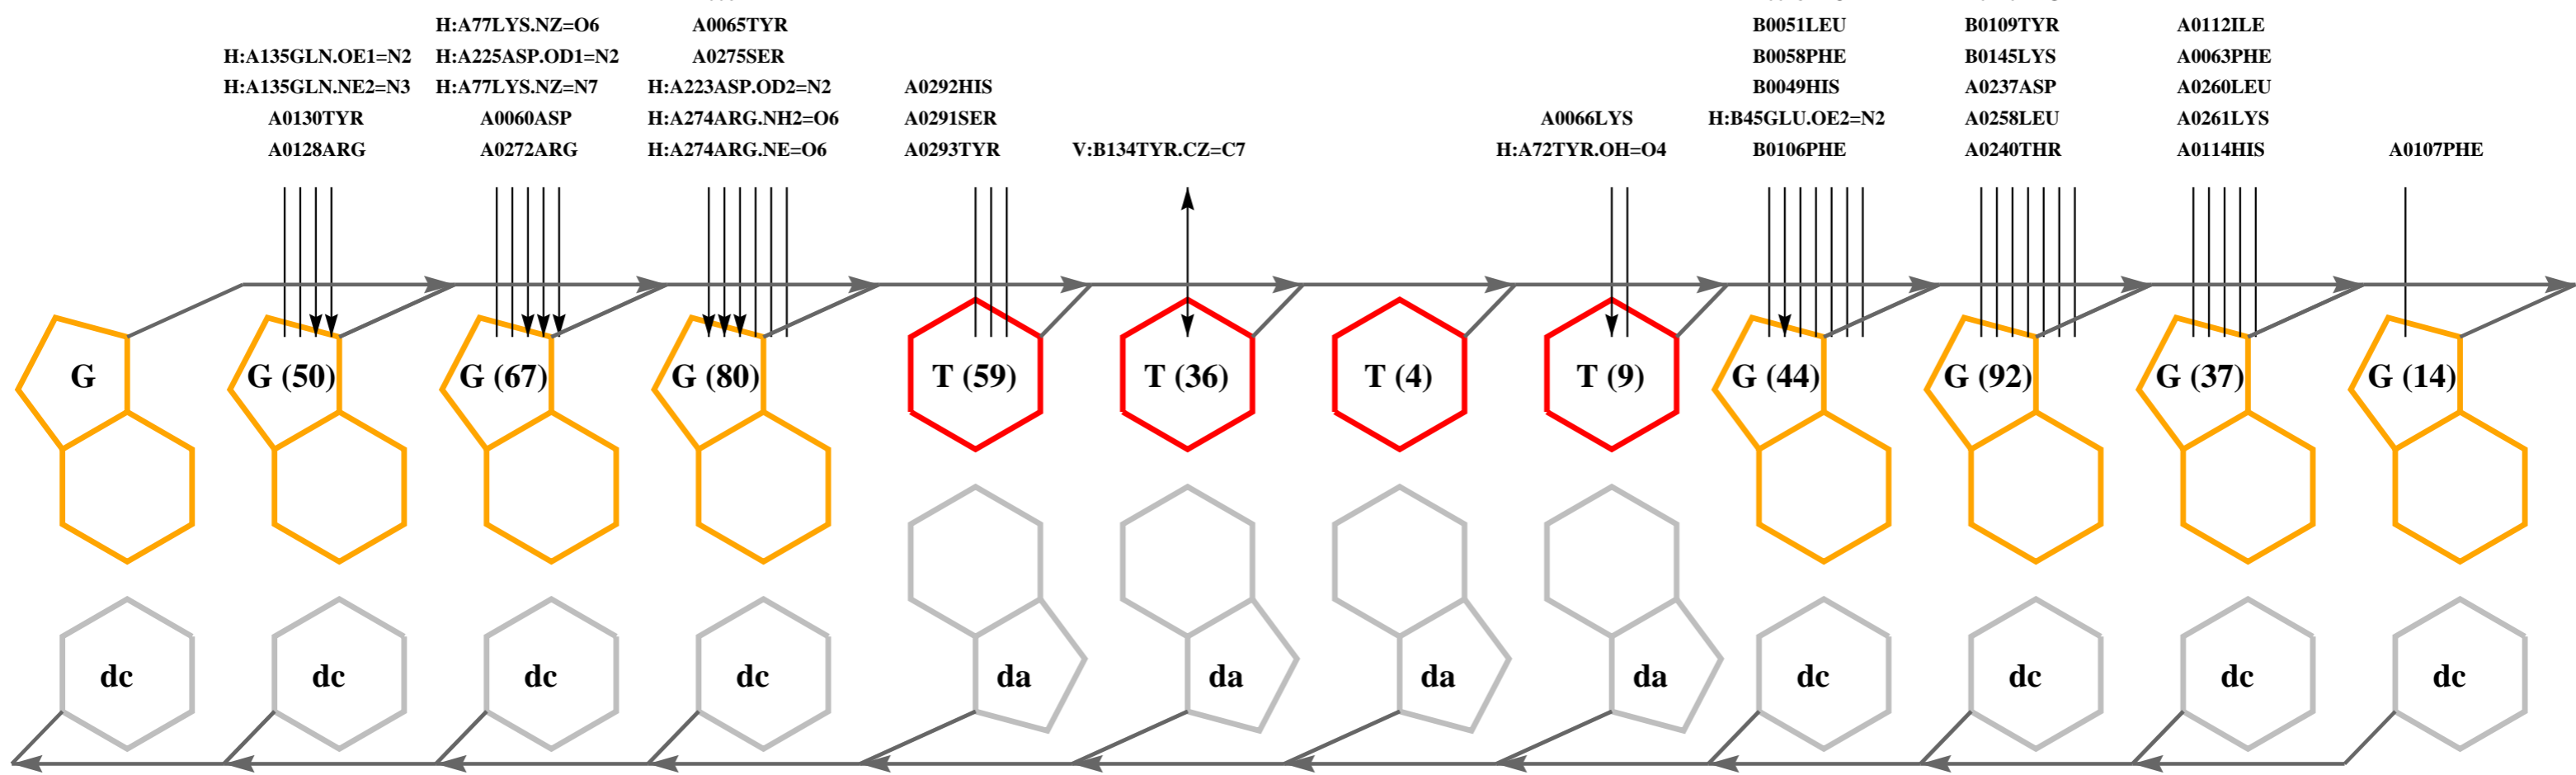 H:A77LYS.NZ=O6 A0065TYR B0051LEU B0109TYR A0112ILE
H:A135GLN.OE1=N2 H:A225ASP.OD1=N2 A0275SER B0058PHE B0145LYS A0063PHE
H:A135GLN.NE2=N3 H:A77LYS.NZ=N7 H:A223ASP.OD2=N2 A0292HIS B0049HIS A0237ASP A0260LEU
A0130TYR A0060ASP H:A274ARG.NH2=O6 A0291SER A0066LYS H:B45GLU.OE2=N2 A0258LEU A0261LYS
A0128ARG A0272ARG H:A274ARG.NE=O6 A0293TYR V:B134TYR.CZ=C7 H:A72TYR.OH=O4 B0106PHE A0240THR A0114HIS A0107PHE
G G (50) G (67) G (80) T (59) T (36) T (4) T (9) G (44) G (92) G (37) G (14)
dc dc dc dc da da da da dc dc dc dc